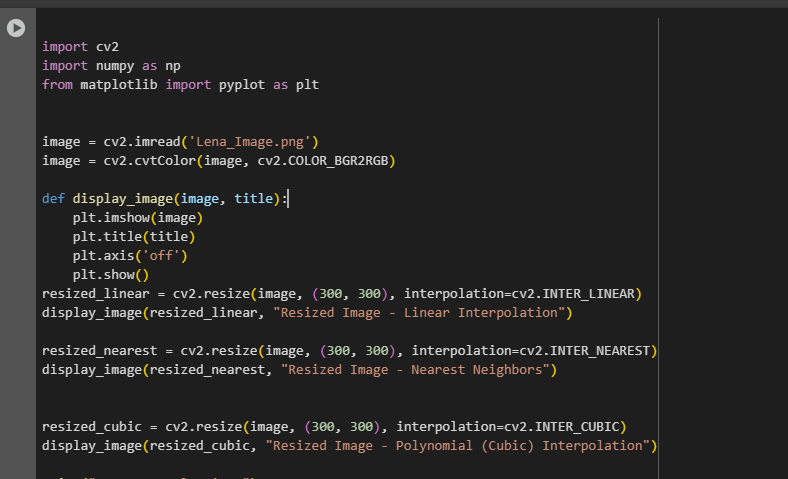 import cv2
import numpy as np
from matplotlib import pyplot as plt
image = cv2.imread('Lena_Image.png')
image = cv2.cvtColor(image, cv2.COLOR_BGR2RGB)
def display_image(image, title):
    plt.imshow(image)
    plt.title(title)
    plt.axis('off')
    plt.show()
resized_linear = cv2.resize(image, (300, 300), interpolation=cv2.INTER_LINEAR)
display_image(resized_linear, "Resized Image - Linear Interpolation")
resized_nearest = cv2.resize(image, (300, 300), interpolation=cv2.INTER_NEAREST)
display_image(resized_nearest, "Resized Image - Nearest Neighbors")
resized_cubic = cv2.resize(image, (300, 300), interpolation=cv2.INTER_CUBIC)
display_image(resized_cubic, "Resized Image - Polynomial (Cubic) Interpolation")